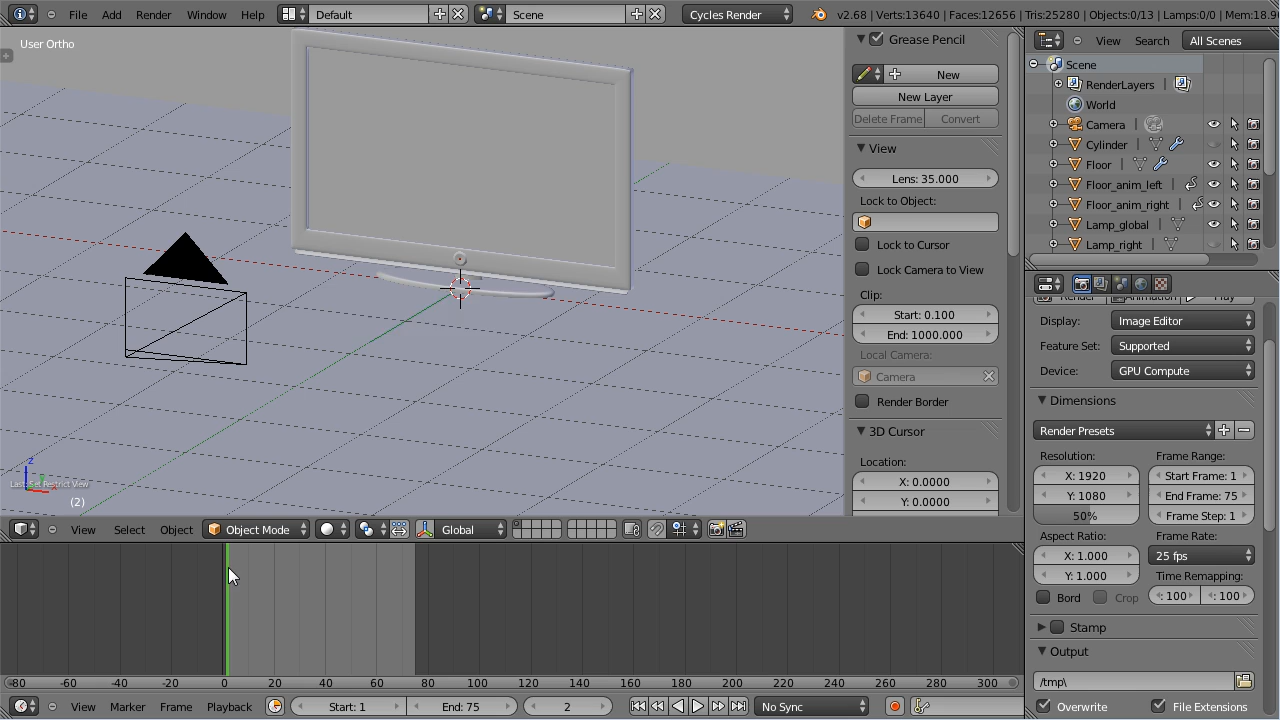 File Add Render Window Help Default Scene Cycles Render v2.68 | Verts:13640 | Faces:12656 | Tris:25280 | Objects:0/13 | Lamps:0/0 | Mem:18.9
User Ortho
Grease Pencil
New
New Layer
Delete Frame Convert
View
Lens: 35.000
Lock to Object:
Lock to Cursor
Lock Camera to View
Clip:
Start: 0.100
End: 1000.000
Local Camera:
Camera
Render Border
3D Cursor
Location:
X: 0.0000
Y: 0.0000
View Search All Scenes
Scene
RenderLayers |
World
Camera |
Cylinder |
Floor |
Floor_anim_left |
Floor_anim_right |
Lamp_global |
Lamp_right |
Render Animation Play
Display: Image Editor
Feature Set: Supported
Device: GPU Compute
Dimensions
Render Presets
Resolution: Frame Range:
X: 1920 Start Frame: 1
Y: 1080 End Frame: 75
50% Frame Step: 1
Aspect Ratio: Frame Rate:
X: 1.000 25 fps
Y: 1.000 Time Remapping:
Bord Crop : 100 : 100
Stamp
Output
/tmp\
Overwrite File Extensions
z
Last: Set Restrict View
(2)
View Select Object Object Mode Global
-80 -60 -40 -20 0 20 40 60 80 100 120 140 160 180 200 220 240 260 280 300
View Marker Frame Playback Start: 1 End: 75 2 No Sync